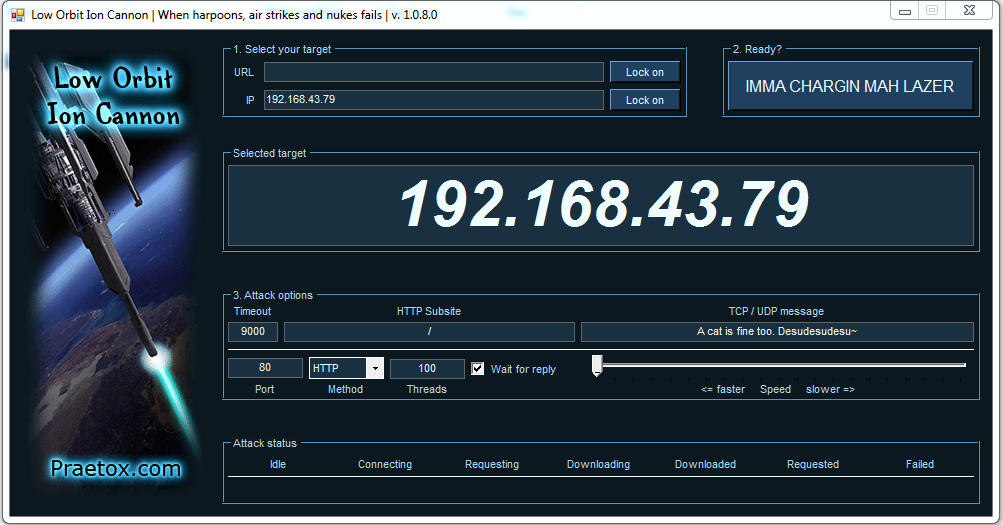 Low Orbit Ion Cannon | When harpoons, air strikes and nukes fails | v. 1.0.8.0
Low Orbit
Ion Cannon
Praetox.com
1. Select your target
URL
Lock on
IP
192.168.43.79
Lock on
2. Ready?
IMMA CHARGIN MAH LAZER
Selected target
192.168.43.79
3. Attack options
Timeout
HTTP Subsite
TCP / UDP message
9000
/
A cat is fine too. Desudesudesu~
80
HTTP
100
Wait for reply
Port
Method
Threads
<= faster
Speed
slower =>
Attack status
Idle
Connecting
Requesting
Downloading
Downloaded
Requested
Failed